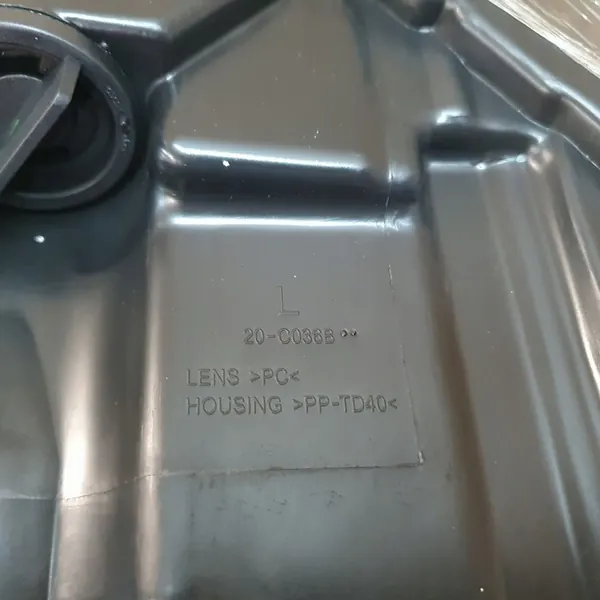 L
20-C036B
LENS >PC<
HOUSING >PP-TD40<